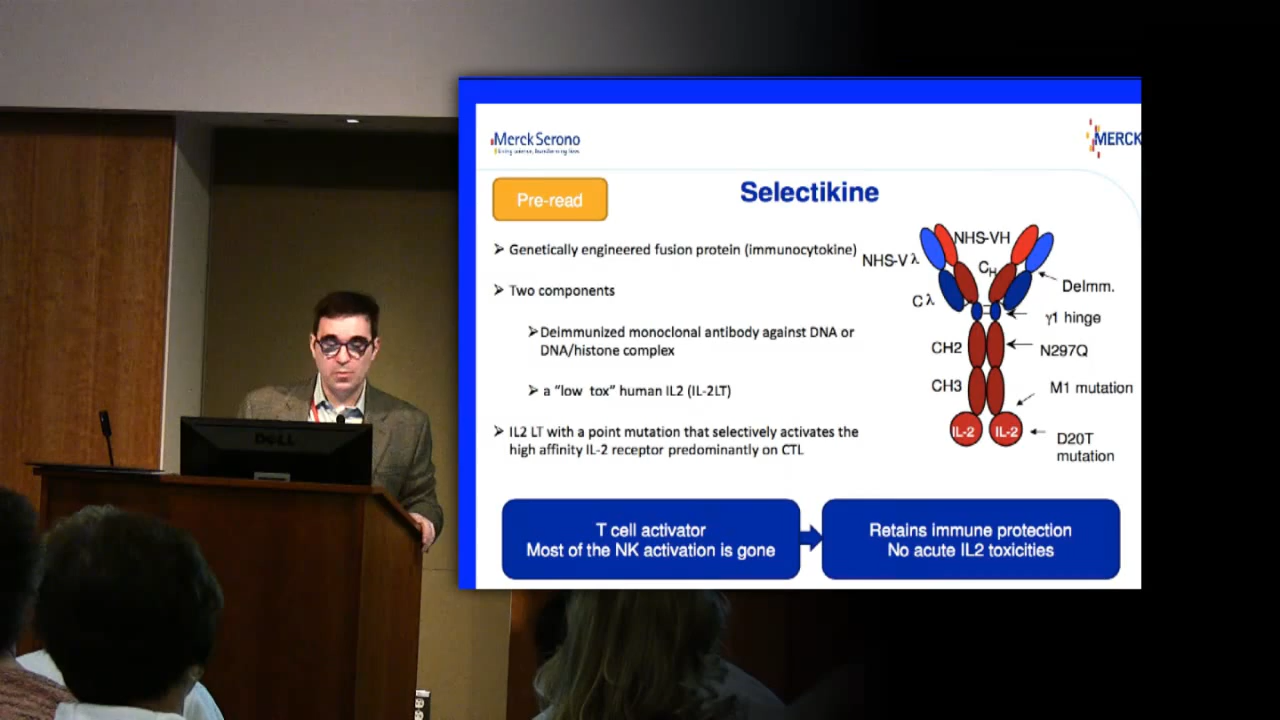 MerckSerono
MERCK
Pre-read
Selectikine
➢ Genetically engineered fusion protein (immunocytokine)
➢ Two components
➢Deimmunized monoclonal antibody against DNA or
DNA/histone complex
➢ a “low tox” human IL2 (IL-2LT)
➢ IL2 LT with a point mutation that selectively activates the
high affinity IL-2 receptor predominantly on CTL
NHS-VH
NHS-V λ
CH
DeImm.
C λ
γ1 hinge
CH2
N297Q
CH3
M1 mutation
IL-2
IL-2
D20T
mutation
T cell activator
Most of the NK activation is gone
Retains immune protection
No acute IL2 toxicities
DELL